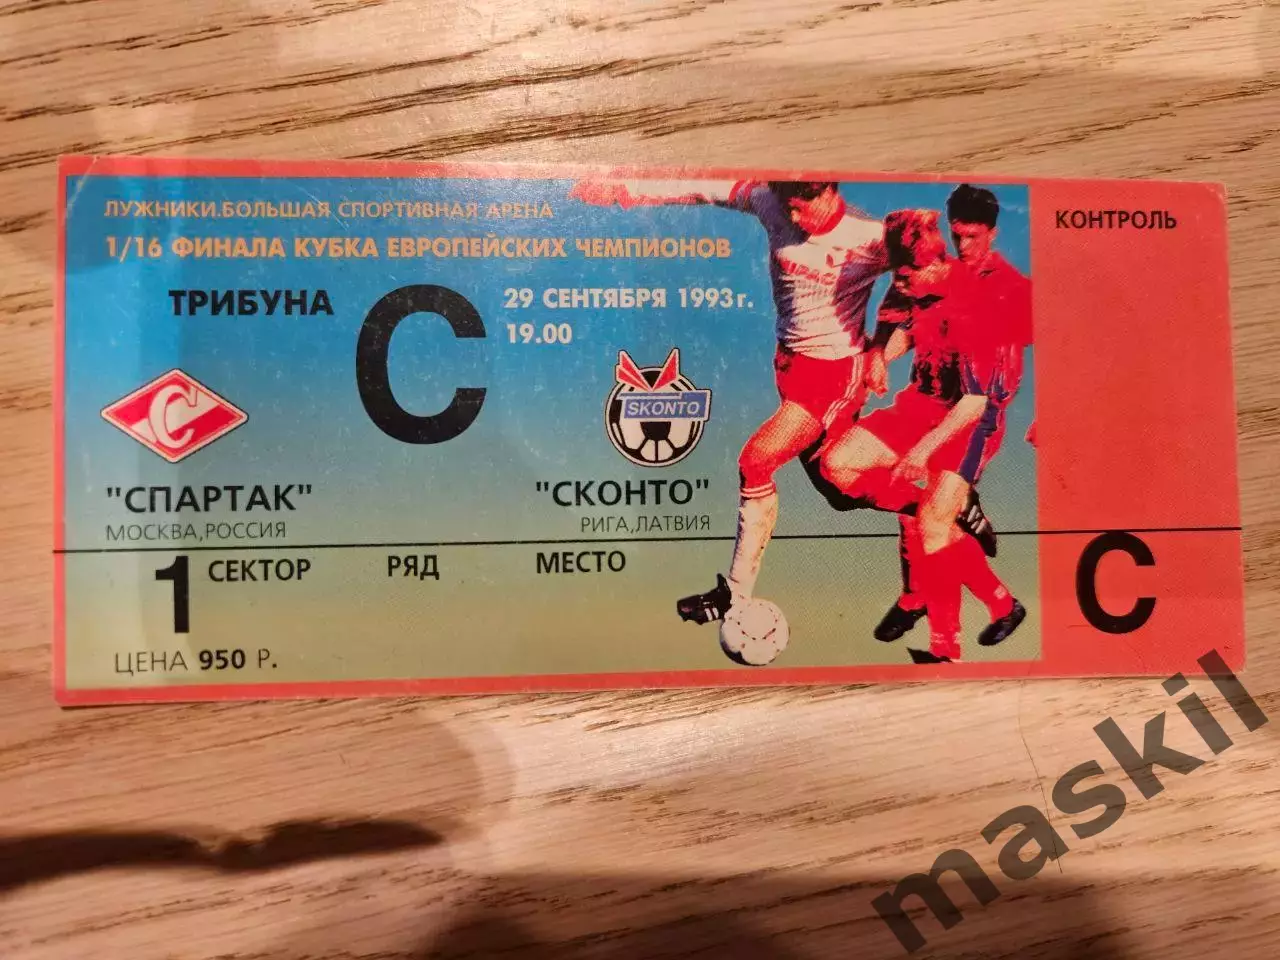 ЛУЖНИКИ.БОЛЬШАЯ СПОРТИВНАЯ АРЕНА
1/16 ФИНАЛА КУБКА ЕВРОПЕЙСКИХ ЧЕМПИОНОВ
ТРИБУНА С
29 СЕНТЯБРЯ 1993г.
19.00
КОНТРОЛЬ
С
SKONTO
"СПАРТАК"
МОСКВА,РОССИЯ
"СКОНТО"
РИГА,ЛАТВИЯ
1 СЕКТОР РЯД МЕСТО
С
ЦЕНА 950 Р.
maskil